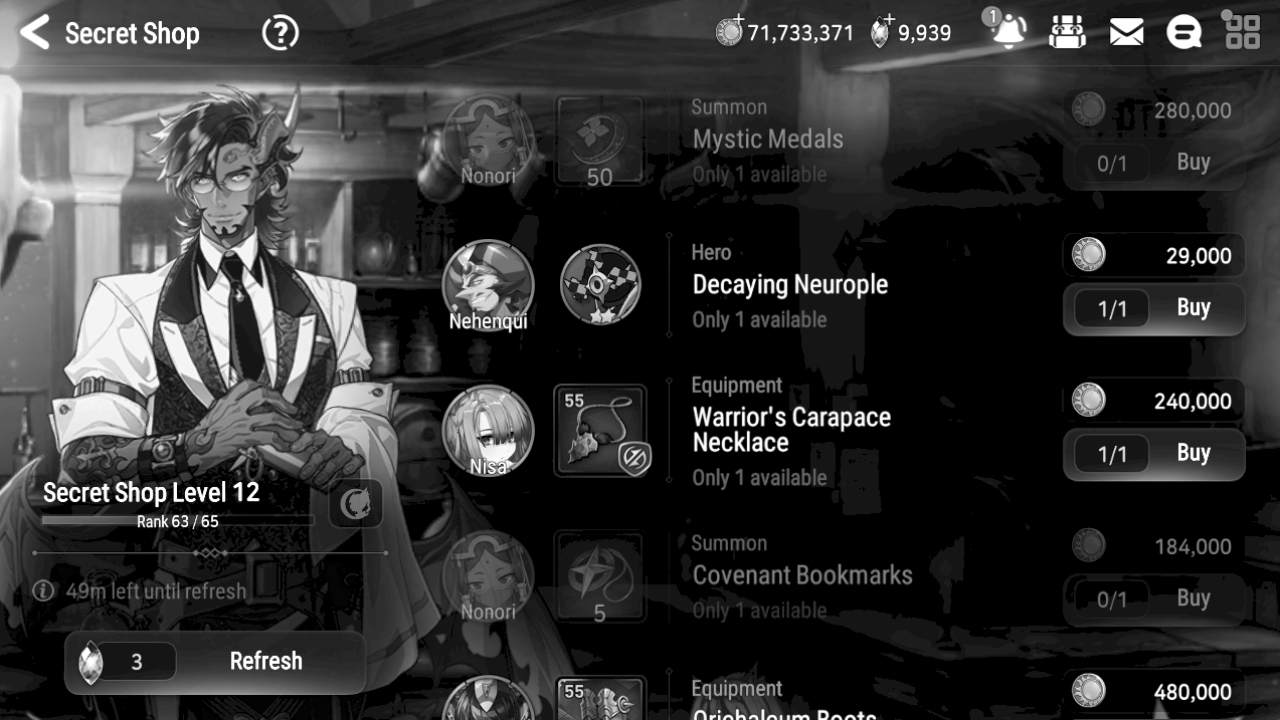 Secret Shop
?
71,733,371
9,939
1
Nonori
50
Summon
Mystic Medals
Only 1 available
280,000
0/1
Buy
Nehenqui
Hero
Decaying Neurople
Only 1 available
29,000
1/1
Buy
Nisa
55
Equipment
Warrior's Carapace
Necklace
Only 1 available
240,000
1/1
Buy
Secret Shop Level 12
Rank 63 / 65
49m left until refresh
3
Refresh
Nonori
5
Summon
Covenant Bookmarks
Only 1 available
184,000
0/1
Buy
55
Equipment
Orichalcum Boots
480,000